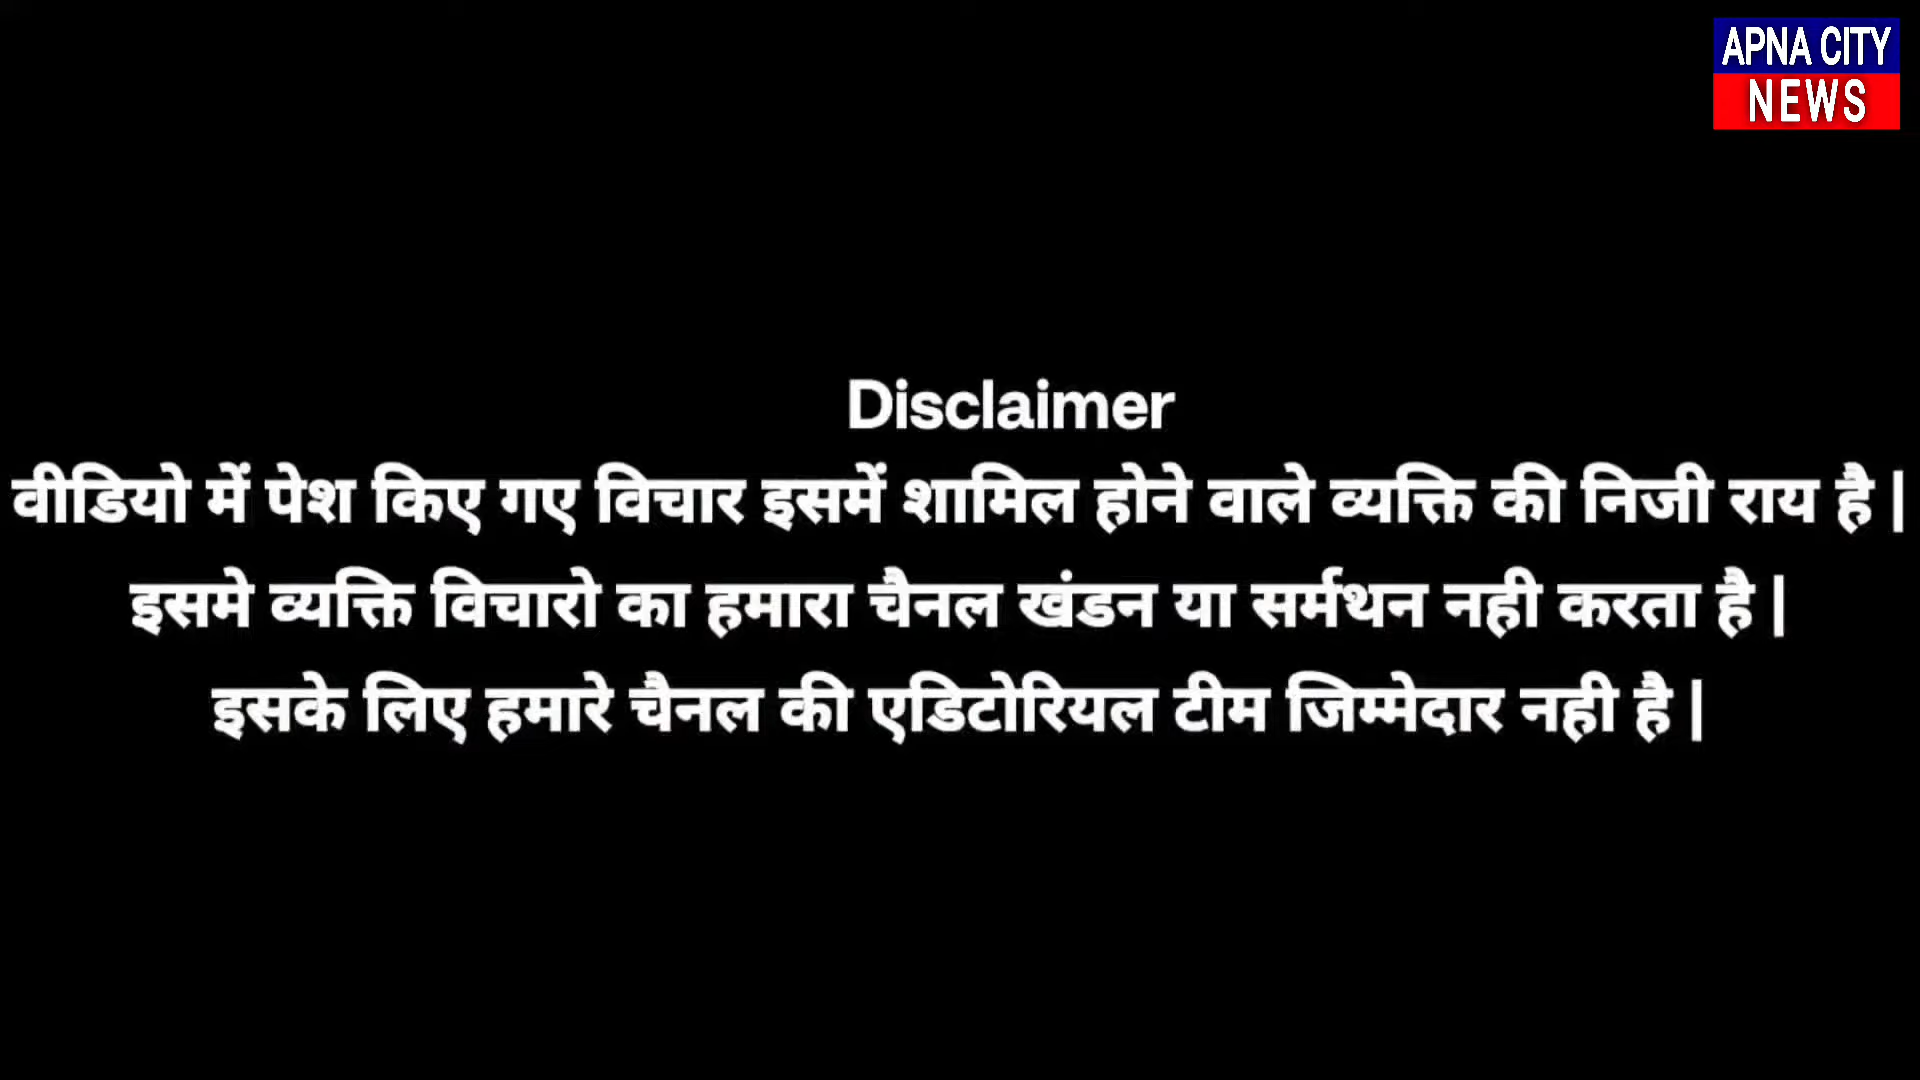 APNA CITY
NEWS
Disclaimer
वीडियो में पेश किए गए विचार इसमें शामिल होने वाले व्यक्ति की निजी राय है |
इसमे व्यक्ति विचारो का हमारा चैनल खंडन या सर्मथन नही करता है |
इसके लिए हमारे चैनल की एडिटोरियल टीम जिम्मेदार नही है |